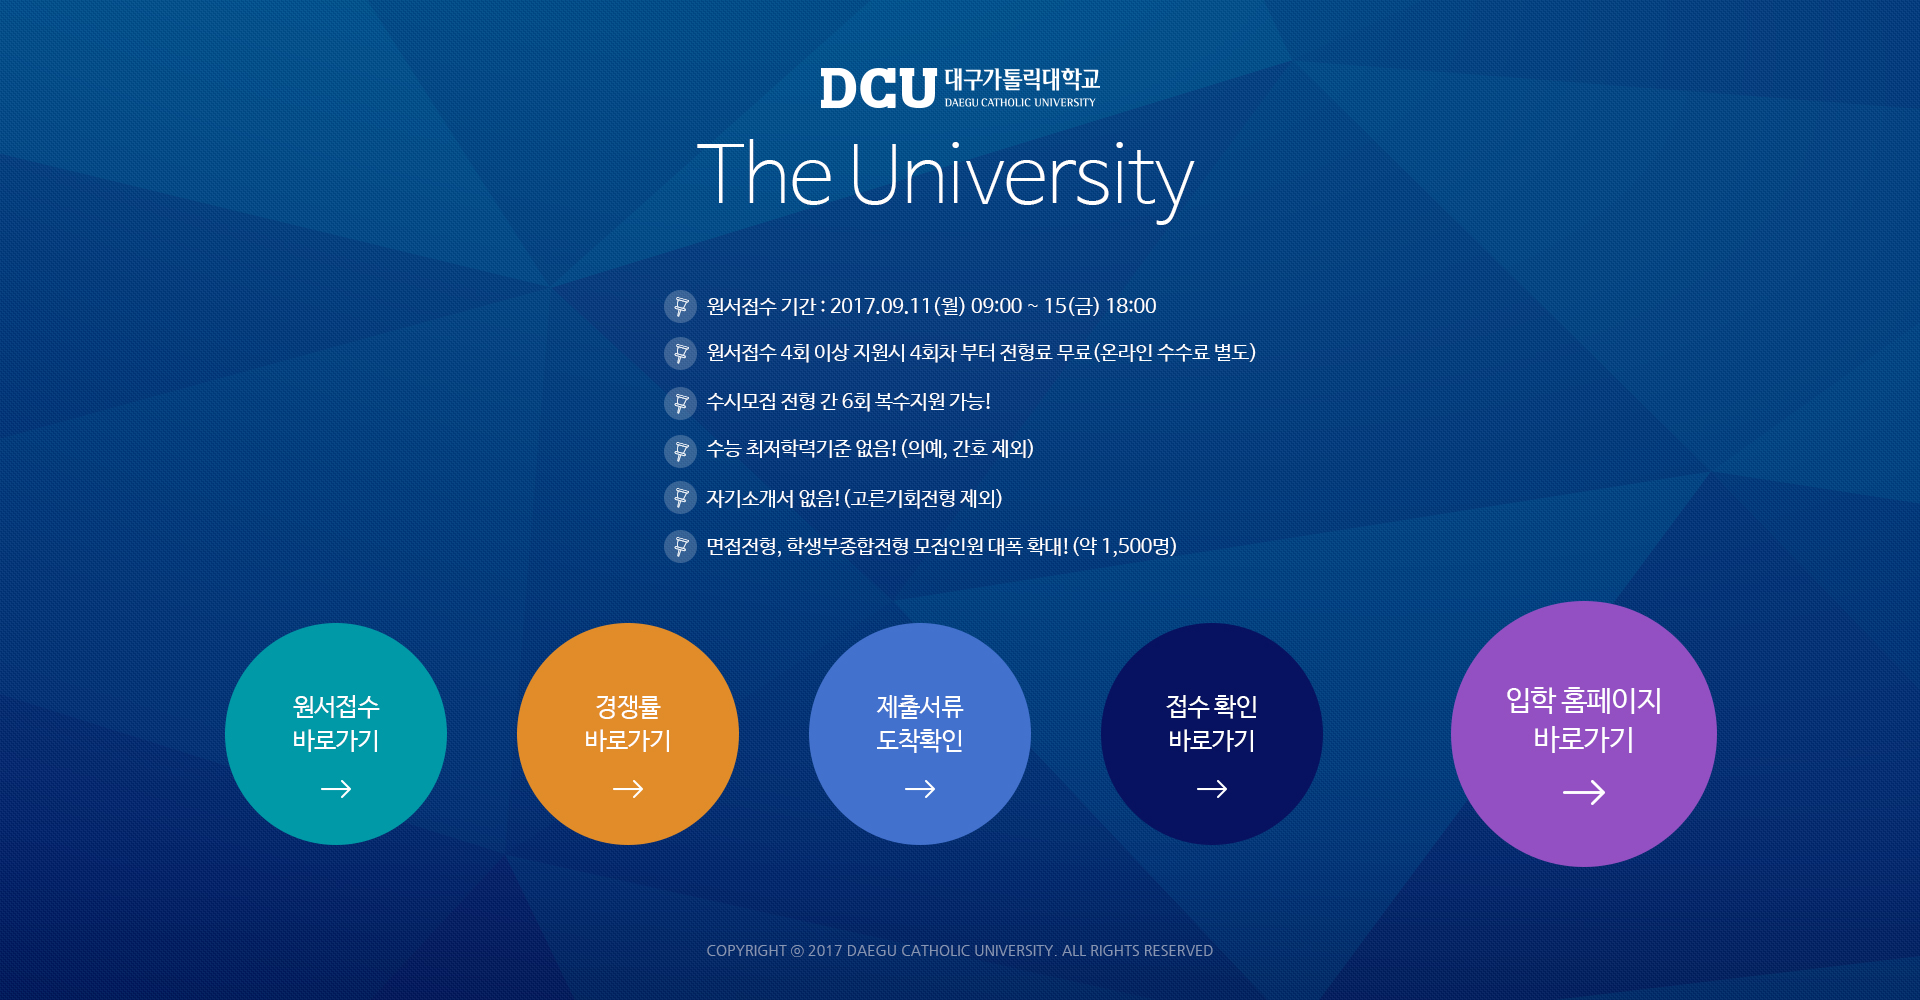 DCU 대구가톨릭대학교
DAEGU CATHOLIC UNIVERSITY
The University
원서접수 기간 : 2017.09.11(월) 09:00 ~ 15(금) 18:00
원서접수 4회 이상 지원시 4회차 부터 전형료 무료(온라인 수수료 별도)
수시모집 전형 간 6회 복수지원 가능!
수능 최저학력기준 없음! (의예, 간호 제외)
자기소개서 없음! (고른기회전형 제외)
면접전형, 학생부종합전형 모집인원 대폭 확대! (약 1,500명)
원서접수
바로가기
경쟁률
바로가기
제출서류
도착확인
접수 확인
바로가기
입학 홈페이지
바로가기
COPYRIGHT ⓒ 2017 DAEGU CATHOLIC UNIVERSITY. ALL RIGHTS RESERVED